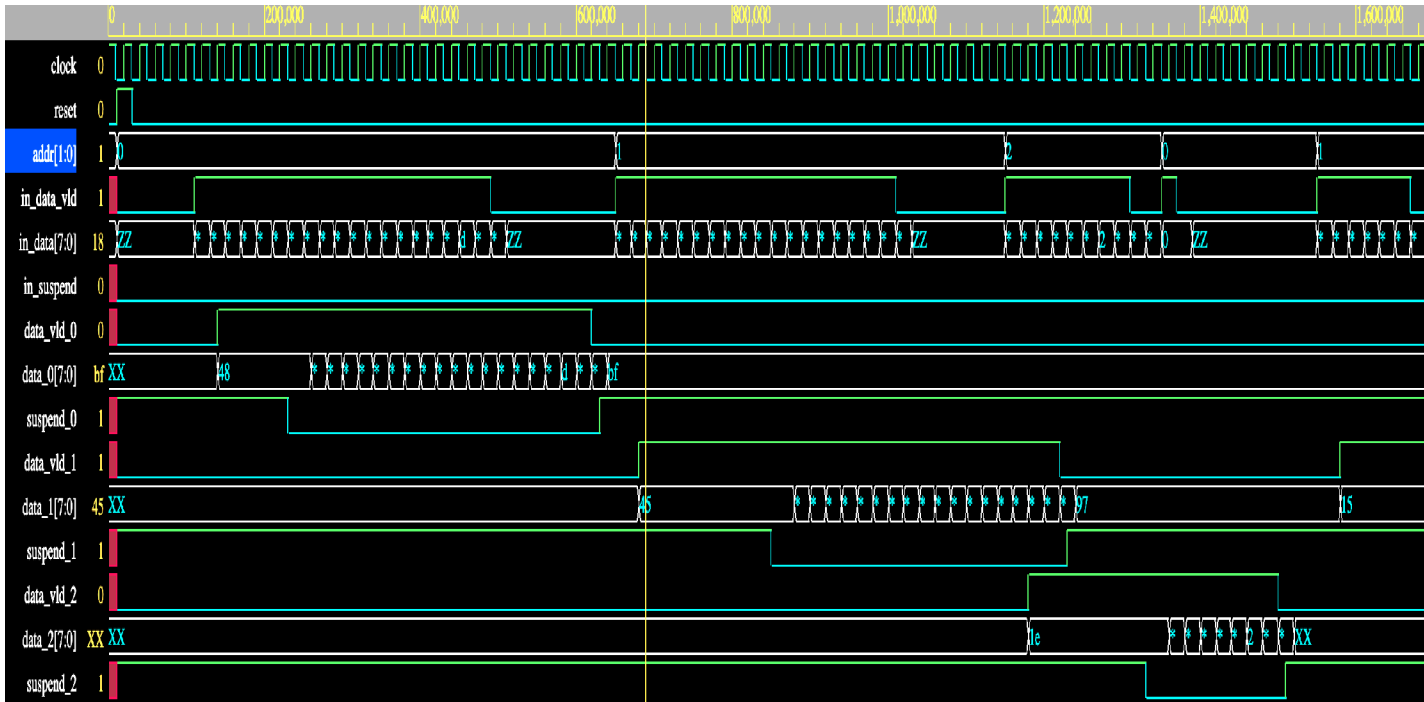 0 200,000 400,000 600,000 800,000 1,000,000 1,200,000 1,400,000 1,600,000
clock 0
reset 0
addr[1:0] 1 0 1 2 0 1
in_data_vld 1
in_data[7:0] 18 ZZ * * * * * * * * * * * * * * * * * d * * ZZ * * * * * * * * * * * * * * * * * * * ZZ * * * * * * 2 * * * 0 ZZ * * * * * * *
in_suspend 0
data_vld_0 0
data_0[7:0] bf XX 48 * * * * * * * * * * * * * * * * d * * bf
suspend_0 1
data_vld_1 1
data_1[7:0] 45 XX 45 * * * * * * * * * * * * * * * * * * 97 15
suspend_1 1
data_vld_2 0
data_2[7:0] XX XX 1e * * * * * 2 * * XX
suspend_2 1